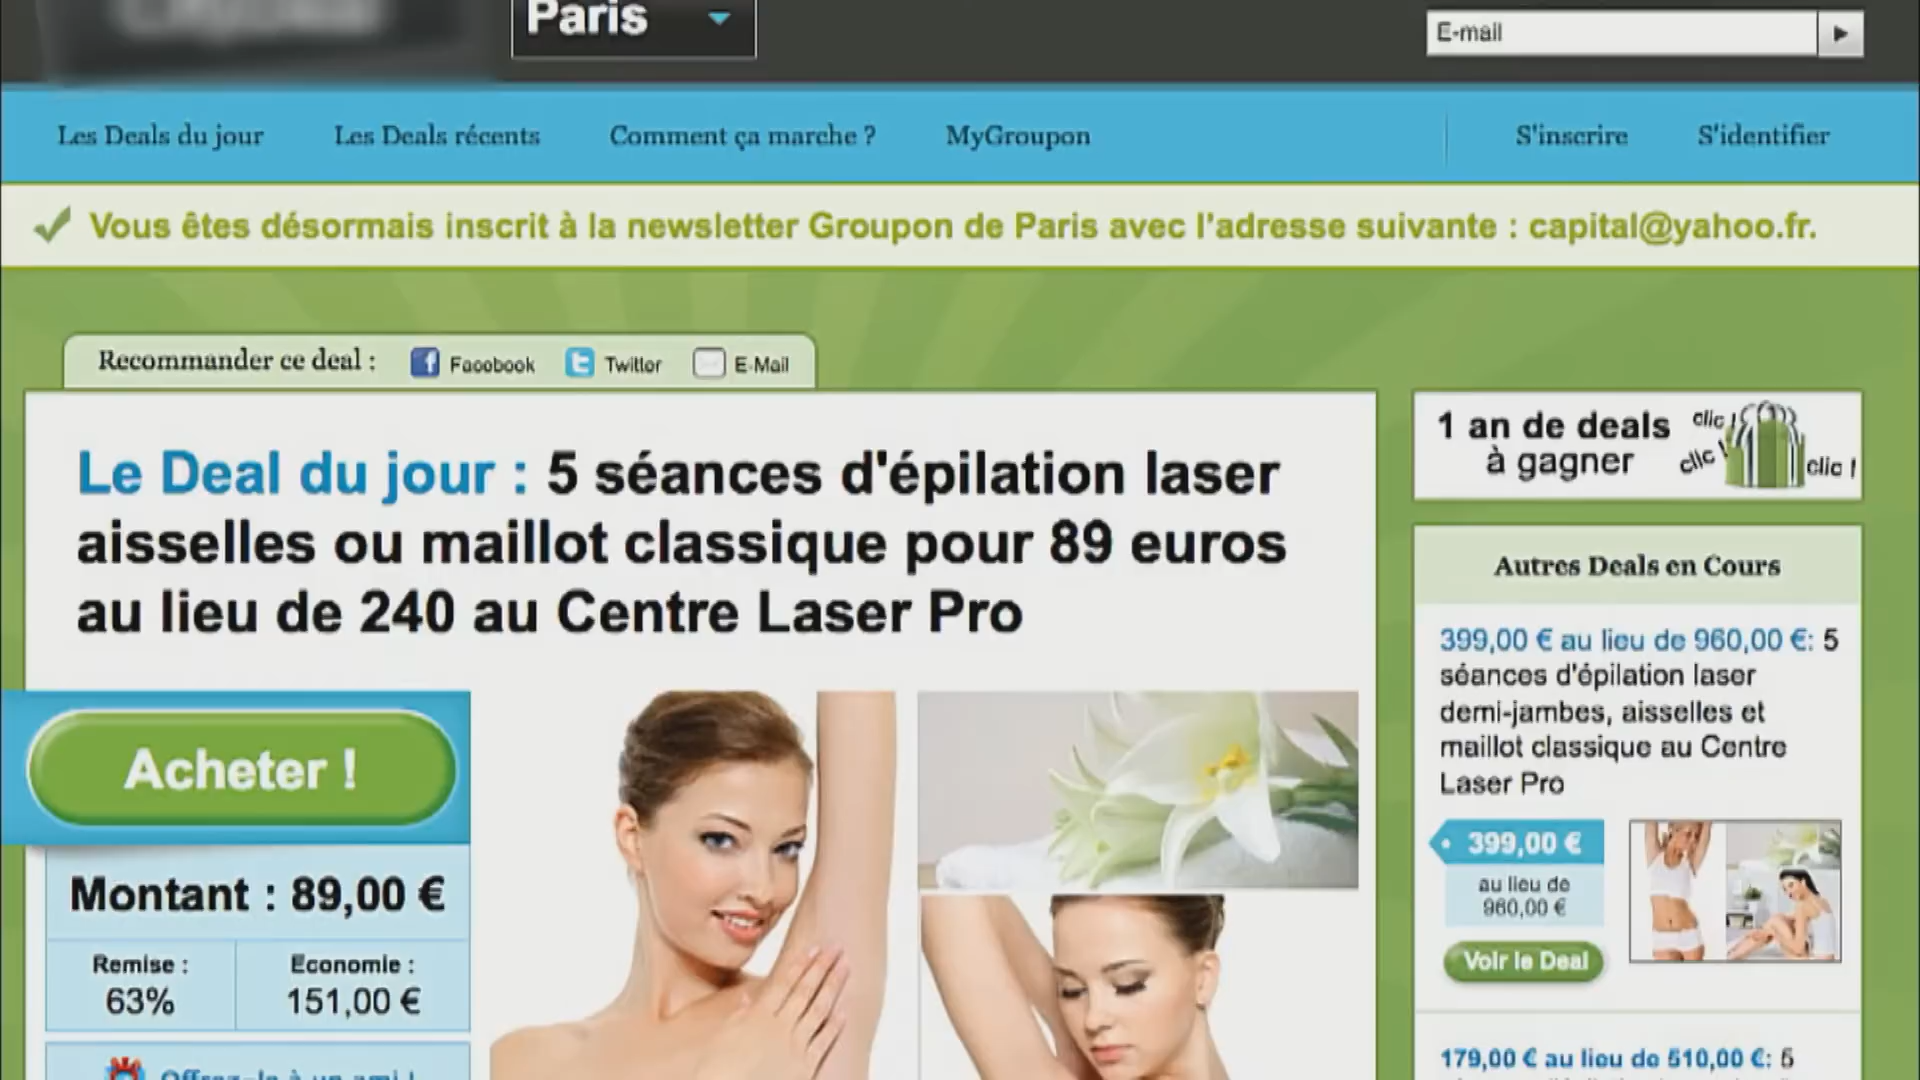 Paris
E-mail
Les Deals du jour
Les Deals récents
Comment ça marche ?
MyGroupon
S'inscrire
S'identifier
Vous êtes désormais inscrit à la newsletter Groupon de Paris avec l'adresse suivante : capital@yahoo.fr.
Recommander ce deal :
Facebook
Twitter
E-Mail
Le Deal du jour : 5 séances d'épilation laser
aisselles ou maillot classique pour 89 euros
au lieu de 240 au Centre Laser Pro
Acheter !
Montant : 89,00 €
Remise :
63%
Economie :
151,00 €
Offrez-le à un ami !
1 an de deals
à gagner
clic !
clic !
clic !
Autres Deals en Cours
399,00 € au lieu de 960,00 €: 5
séances d'épilation laser
demi-jambes, aisselles et
maillot classique au Centre
Laser Pro
399,00 €
au lieu de
960,00 €
Voir le Deal
179,00 € au lieu de 510,00 €: 5